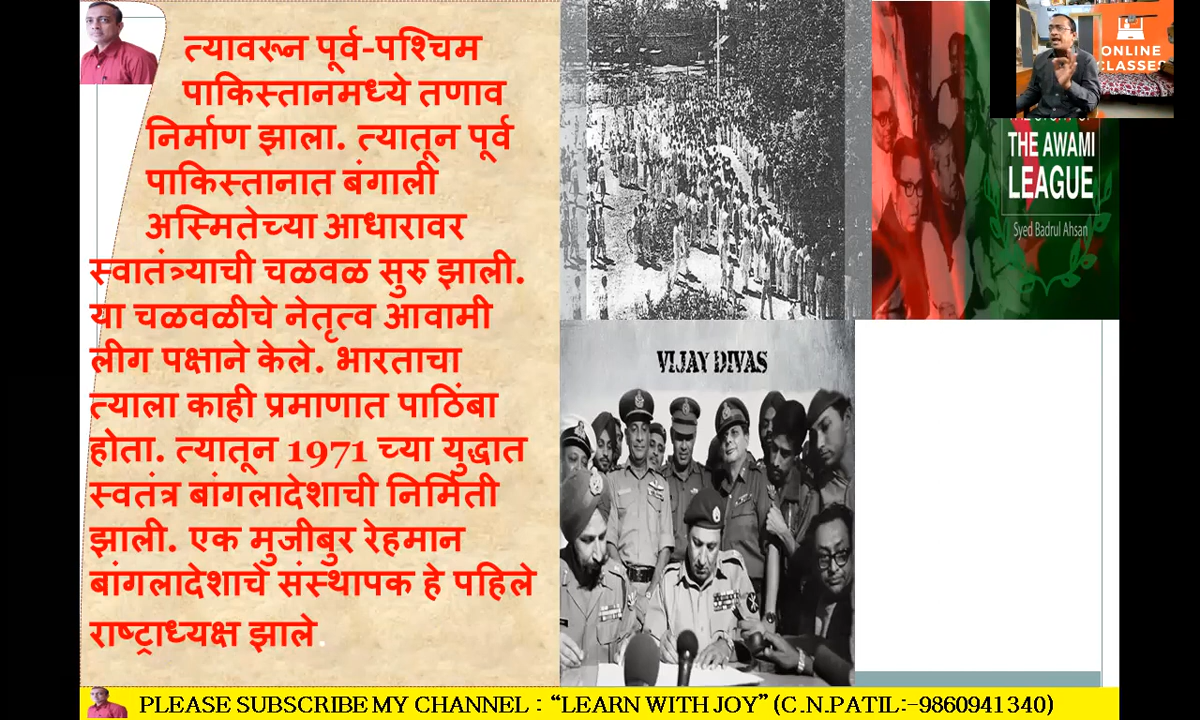 त्यावरून पूर्व-पश्चिम
पाकिस्तानमध्ये तणाव
निर्माण झाला. त्यातून पूर्व
पाकिस्तानात बंगाली
अस्मितेच्या आधारावर
स्वातंत्र्याची चळवळ सुरु झाली.
या चळवळीचे नेतृत्व आवामी
लीग पक्षाने केले. भारताचा
त्याला काही प्रमाणात पाठिंबा
होता. त्यातून 1971 च्या युद्धात
स्वतंत्र बांगलादेशाची निर्मिती
झाली. एक मुजीबुर रेहमान
बांगलादेशाचे संस्थापक हे पहिले
राष्ट्राध्यक्ष झाले.
ONLINE
CLASSES
THE AWAMI
LEAGUE
Syed Badrul Ahsan
VIJAY DIVAS
PLEASE SUBSCRIBE MY CHANNEL : “LEARN WITH JOY” (C.N.PATIL:-9860941340)